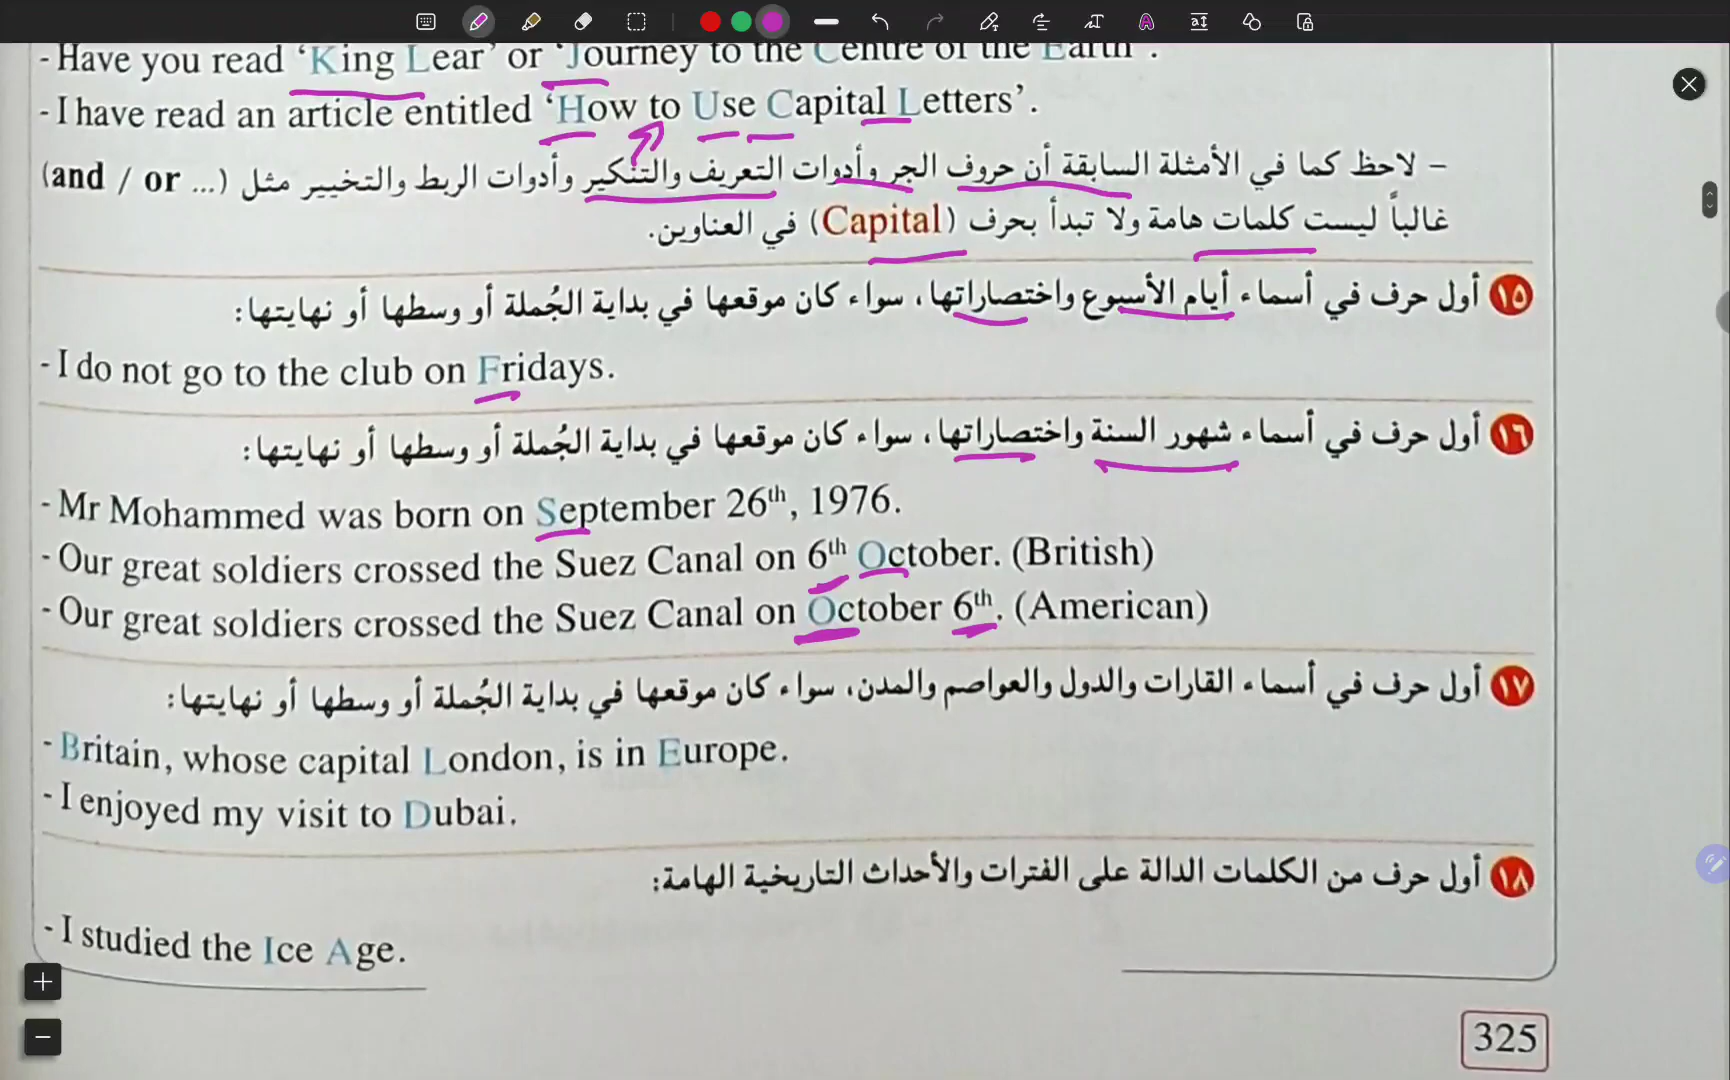 - Have you read ‘King Lear’ or ‘Journey to the Centre of the Earth’.
- I have read an article entitled ‘How to Use Capital Letters’.
– لاحظ كما في الأمثلة السابقة أن حروف الجر وأدوات التعريف والتنكير وأدوات الربط والتخيير مثل (and / or ...)
غالباً ليست كلمات هامة ولا تبدأ بحرف (Capital) في العناوين.
١٥ أول حرف في أسماء أيام الأسبوع واختصاراتها، سواء كان موقعها في بداية الجُملة أو وسطها أو نهايتها:
- I do not go to the club on Fridays.
١٦ أول حرف في أسماء شهور السنة واختصاراتها، سواء كان موقعها في بداية الجُملة أو وسطها أو نهايتها:
- Mr Mohammed was born on September 26th, 1976.
- Our great soldiers crossed the Suez Canal on 6th October. (British)
- Our great soldiers crossed the Suez Canal on October 6th. (American)
١٧ أول حرف في أسماء القارات والدول والعواصم والمدن، سواء كان موقعها في بداية الجُملة أو وسطها أو نهايتها:
- Britain, whose capital London, is in Europe.
- I enjoyed my visit to Dubai.
١٨ أول حرف من الكلمات الدالة على الفترات والأحداث التاريخية الهامة:
- I studied the Ice Age.
325